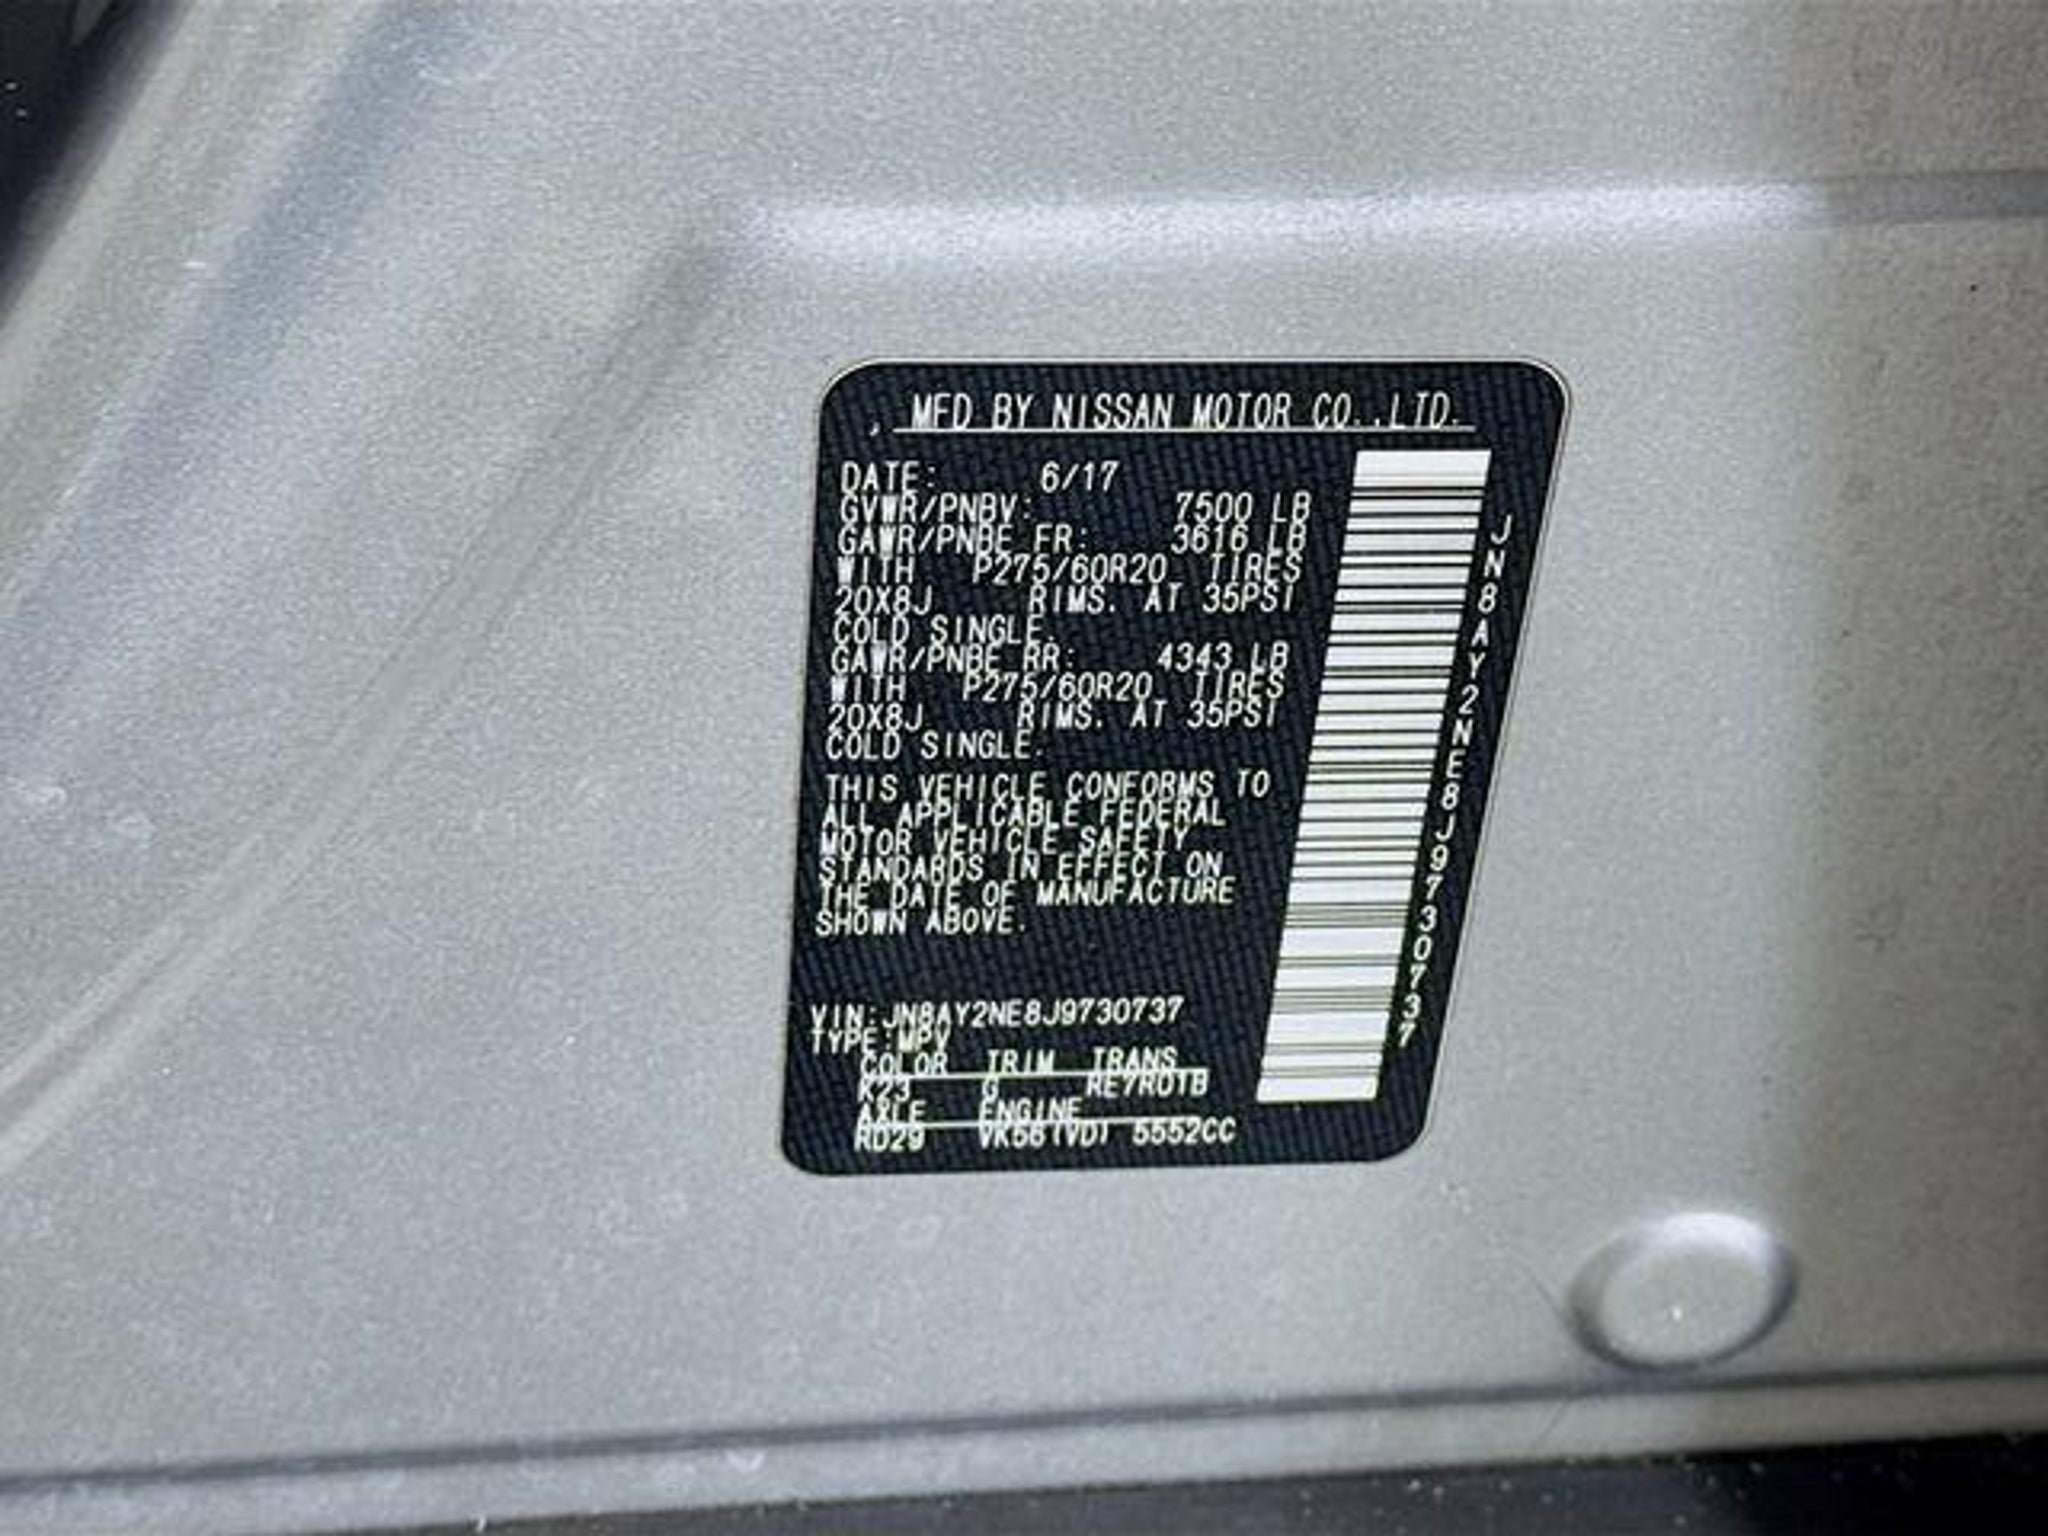 MFD BY NISSAN MOTOR CO.,LTD.
DATE: 6/17
GVWR/PNBV: 7500 LB
GAWR/PNBE FR: 3616 LB
WITH P275/60R20 TIRES
20X8J RIMS. AT 35PSI
COLD SINGLE.
GAWR/PNBE RR: 4343 LB
WITH P275/60R20 TIRES
20X8J RIMS. AT 35PSI
COLD SINGLE.
THIS VEHICLE CONFORMS TO
ALL APPLICABLE FEDERAL
MOTOR VEHICLE SAFETY
STANDARDS IN EFFECT ON
THE DATE OF MANUFACTURE
SHOWN ABOVE.
VIN:JN8AY2NE8J9730737
TYPE:MPV
COLOR TRIM TRANS
K23 G RE7R01B
AXLE ENGINE
RD29 VK56(VD) 5552CC
JN8AY2NE8J9730737